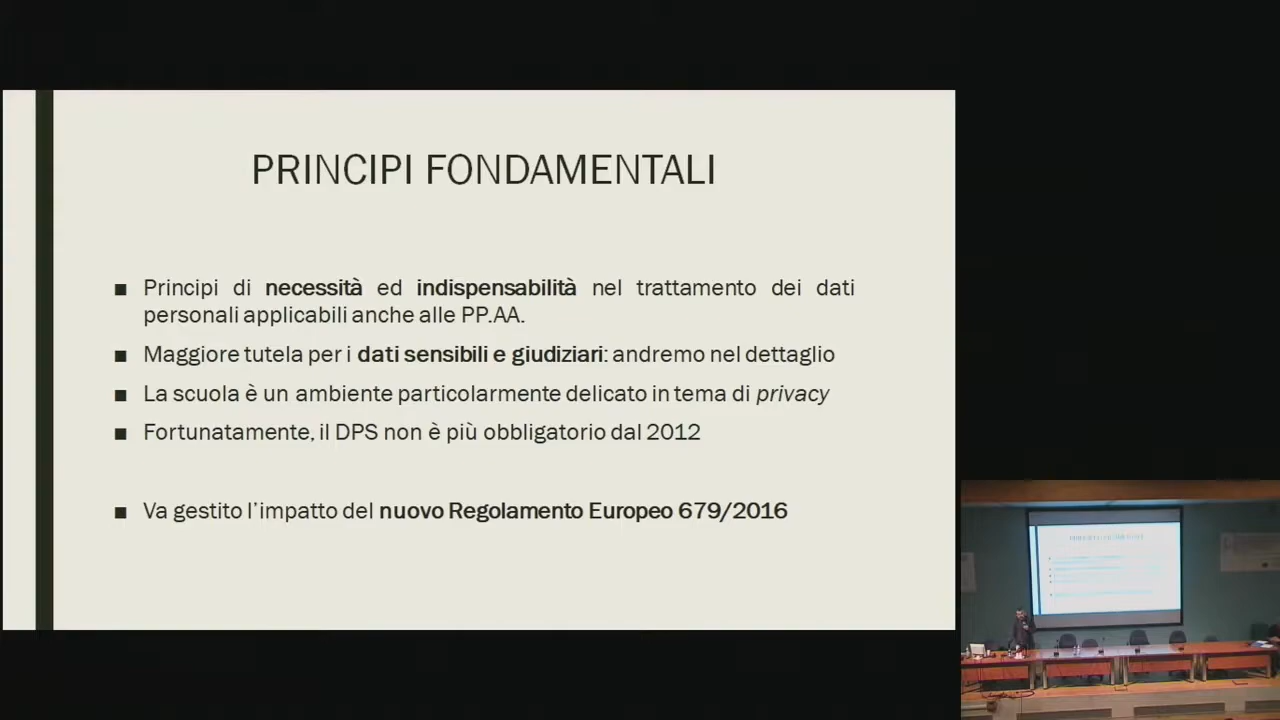 PRINCIPI FONDAMENTALI
■ Principi di necessità ed indispensabilità nel trattamento dei dati
personali applicabili anche alle PP.AA.
■ Maggiore tutela per i dati sensibili e giudiziari: andremo nel dettaglio
■ La scuola è un ambiente particolarmente delicato in tema di privacy
■ Fortunatamente, il DPS non è più obbligatorio dal 2012
■ Va gestito l'impatto del nuovo Regolamento Europeo 679/2016